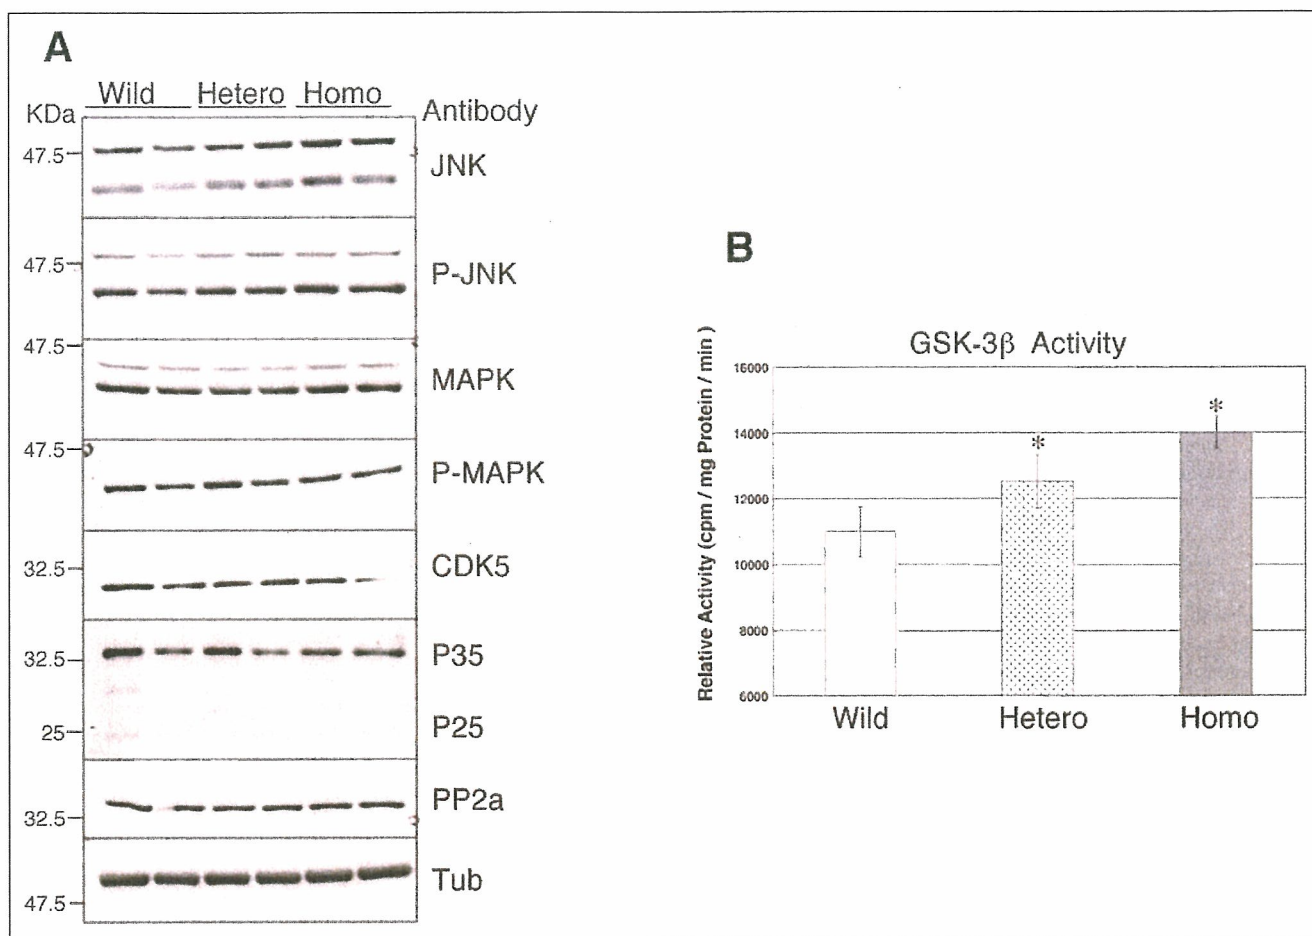 A
Wild Hetero Homo
KDa
Antibody
47.5
JNK
47.5
P-JNK
47.5
MAPK
47.5
P-MAPK
32.5
CDK5
32.5
P35
25
P25
32.5
PP2a
47.5
Tub
B
GSK-3β Activity
Relative Activity (cpm / mg Protein / min )
16000
14000
12000
10000
8000
6000
*
*
Wild Hetero Homo